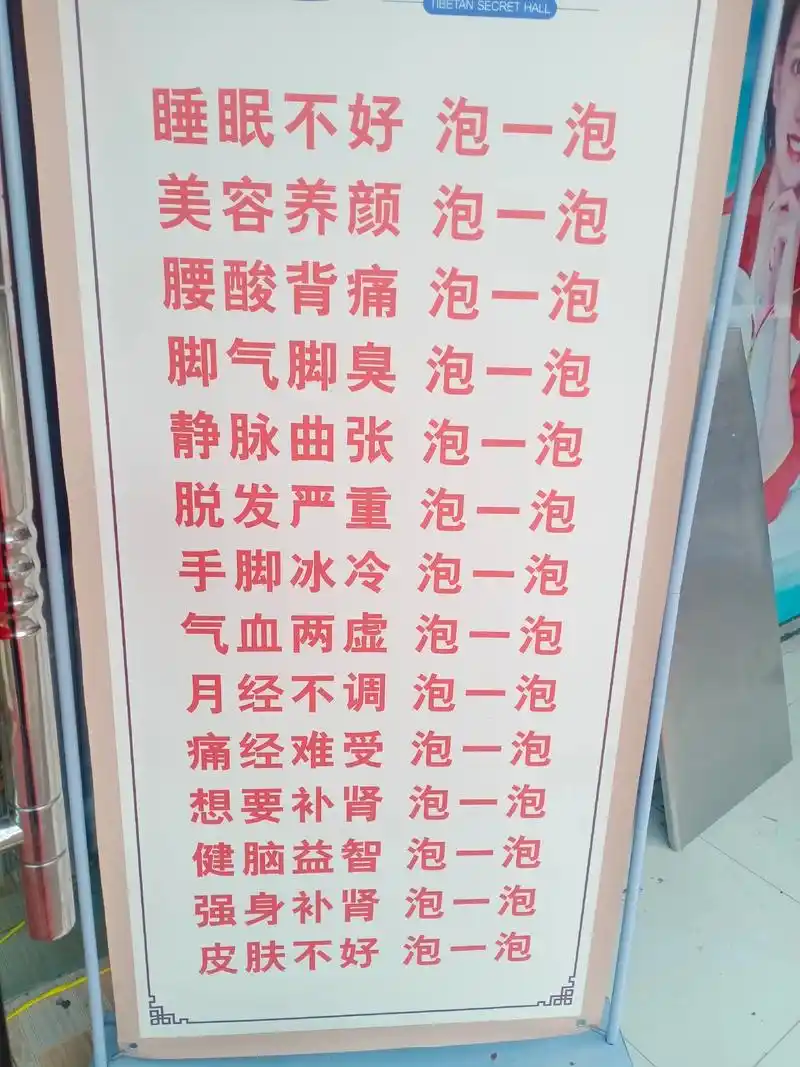 TIBETAN SECRET HALL
睡眠不好 泡一泡
美容养颜 泡一泡
腰酸背痛 泡一泡
脚气脚臭 泡一泡
静脉曲张 泡一泡
脱发严重 泡一泡
手脚冰冷 泡一泡
气血两虚 泡一泡
月经不调 泡一泡
痛经难受 泡一泡
想要补肾 泡一泡
健脑益智 泡一泡
强身补肾 泡一泡
皮肤不好 泡一泡